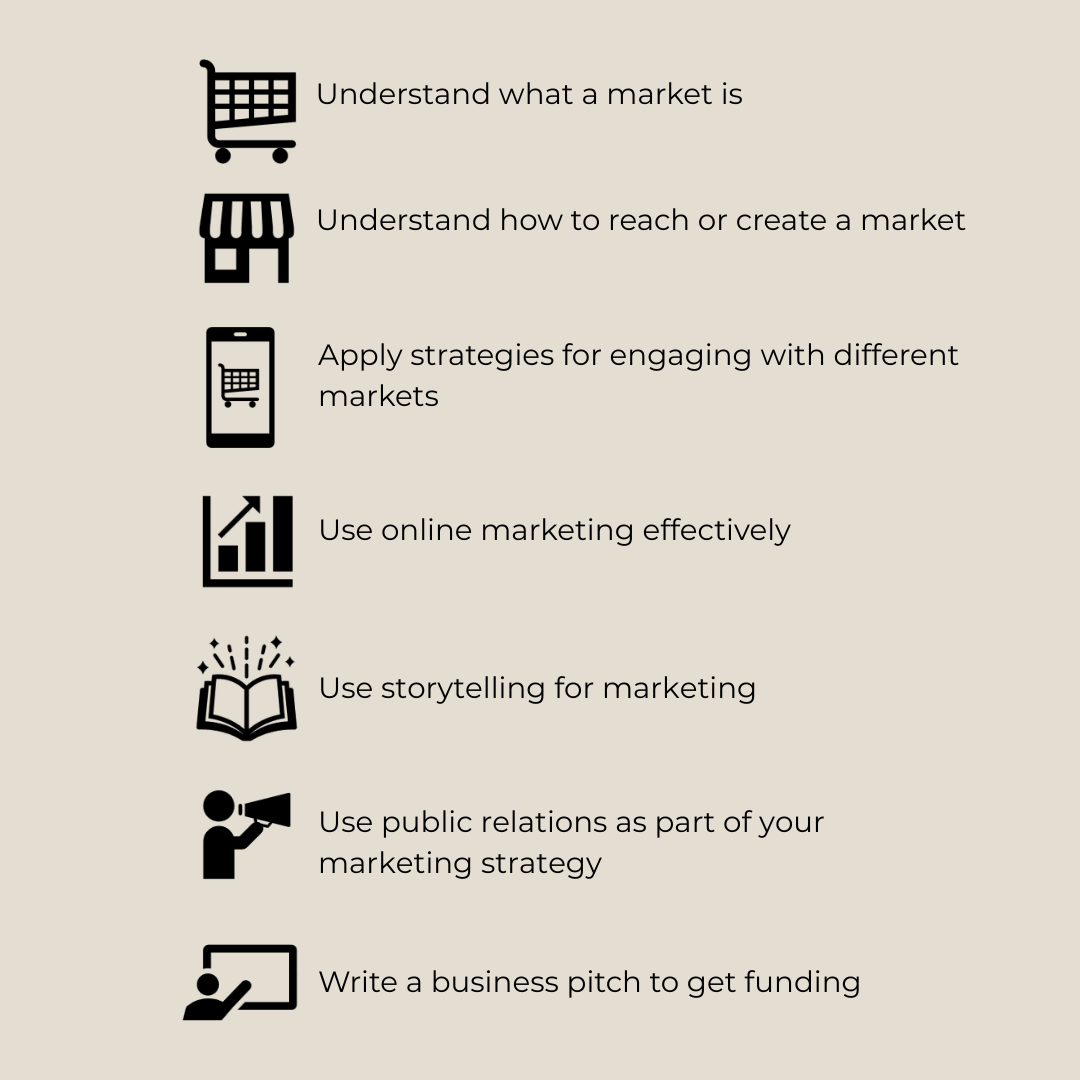 Understand what a market is
Understand how to reach or create a market
Apply strategies for engaging with different
markets
Use online marketing effectively
Use storytelling for marketing
Use public relations as part of your
marketing strategy
Write a business pitch to get funding